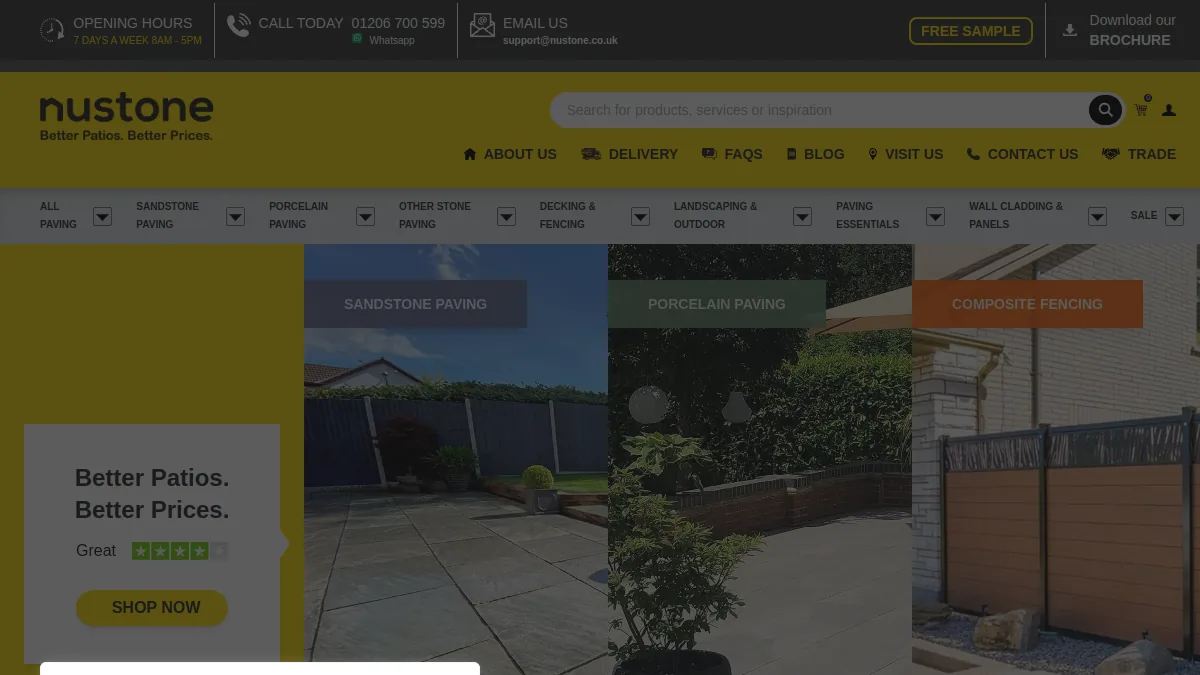 OPENING HOURS
7 DAYS A WEEK 8AM - 5PM
CALL TODAY 01206 700 599
Whatsapp
EMAIL US
support@nustone.co.uk
FREE SAMPLE
Download our
BROCHURE
nustone
Better Patios. Better Prices.
Search for products, services or inspiration
0
ABOUT US
DELIVERY
FAQS
BLOG
VISIT US
CONTACT US
TRADE
ALL
PAVING
SANDSTONE
PAVING
PORCELAIN
PAVING
OTHER STONE
PAVING
DECKING &
FENCING
LANDSCAPING &
OUTDOOR
PAVING
ESSENTIALS
WALL CLADDING &
PANELS
SALE
SANDSTONE PAVING
PORCELAIN PAVING
COMPOSITE FENCING
Better Patios.
Better Prices.
Great
SHOP NOW